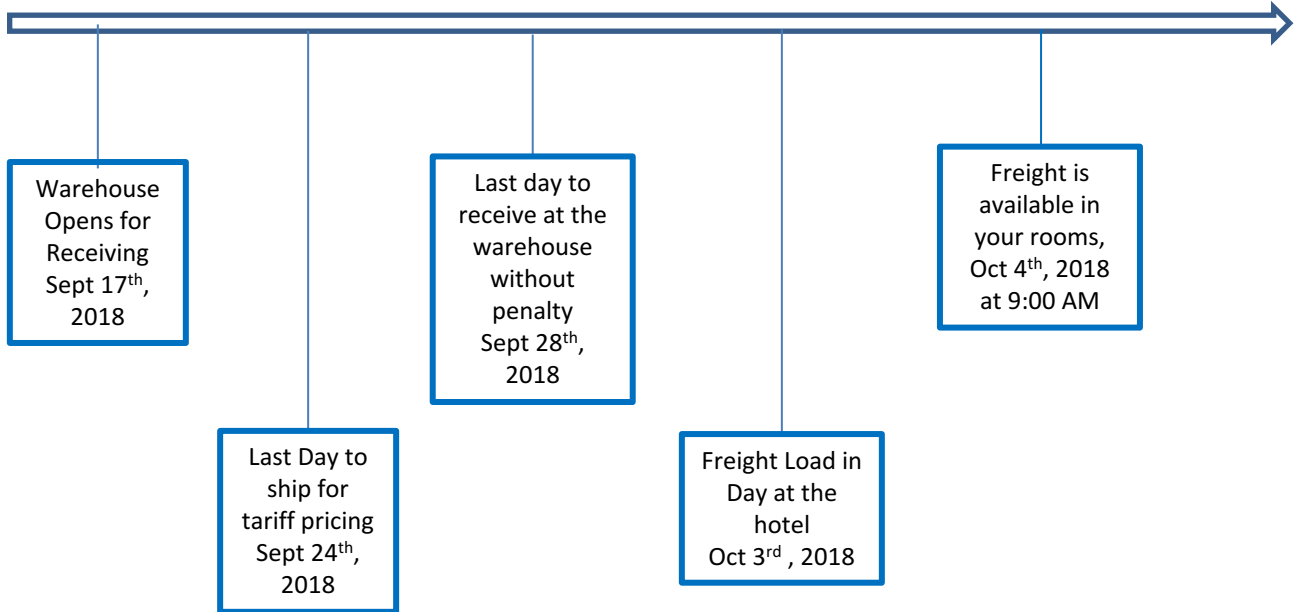 Warehouse
Opens for
Receiving
Sept 17th,
2018
Last Day to
ship for
tariff pricing
Sept 24th,
2018
Last day to
receive at the
warehouse
without
penalty
Sept 28th,
2018
Freight Load in
Day at the
hotel
Oct 3rd , 2018
Freight is
available in
your rooms,
Oct 4th, 2018
at 9:00 AM